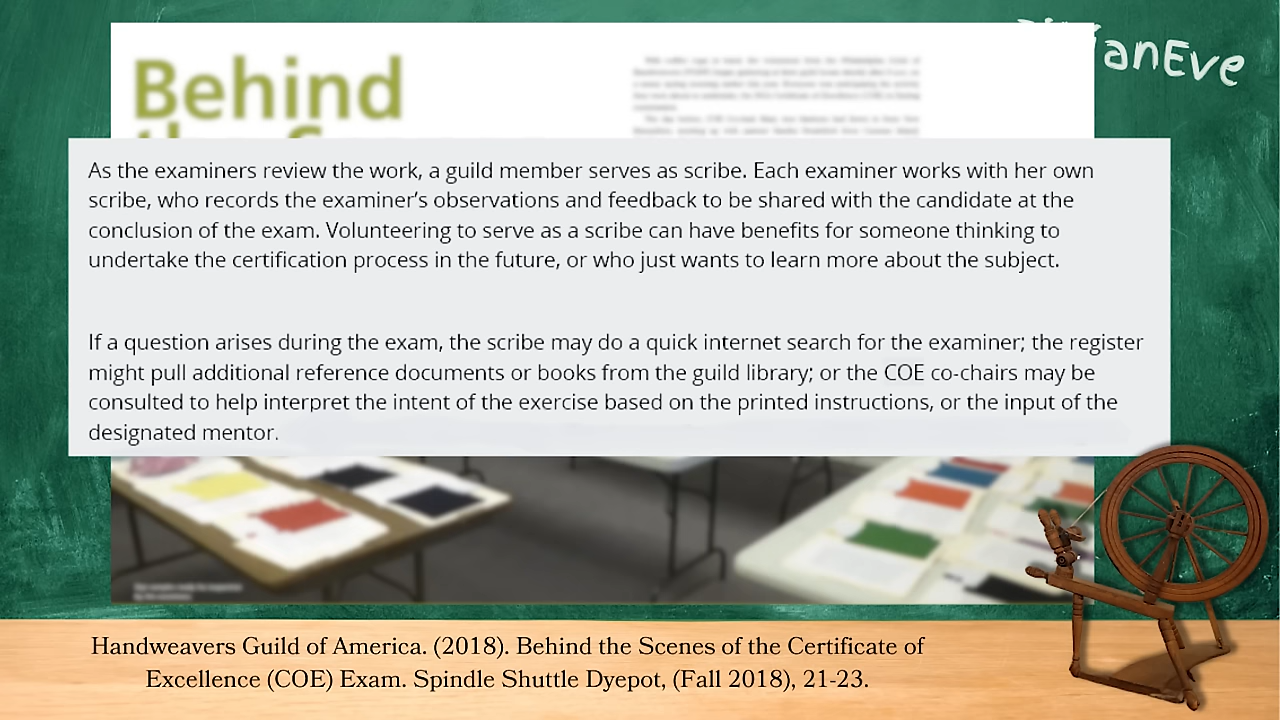 anEve
Behind
As the examiners review the work, a guild member serves as scribe. Each examiner works with her own
scribe, who records the examiner’s observations and feedback to be shared with the candidate at the
conclusion of the exam. Volunteering to serve as a scribe can have benefits for someone thinking to
undertake the certification process in the future, or who just wants to learn more about the subject.
If a question arises during the exam, the scribe may do a quick internet search for the examiner; the register
might pull additional reference documents or books from the guild library; or the COE co-chairs may be
consulted to help interpret the intent of the exercise based on the printed instructions, or the input of the
designated mentor.
Handweavers Guild of America. (2018). Behind the Scenes of the Certificate of
Excellence (COE) Exam. Spindle Shuttle Dyepot, (Fall 2018), 21-23.